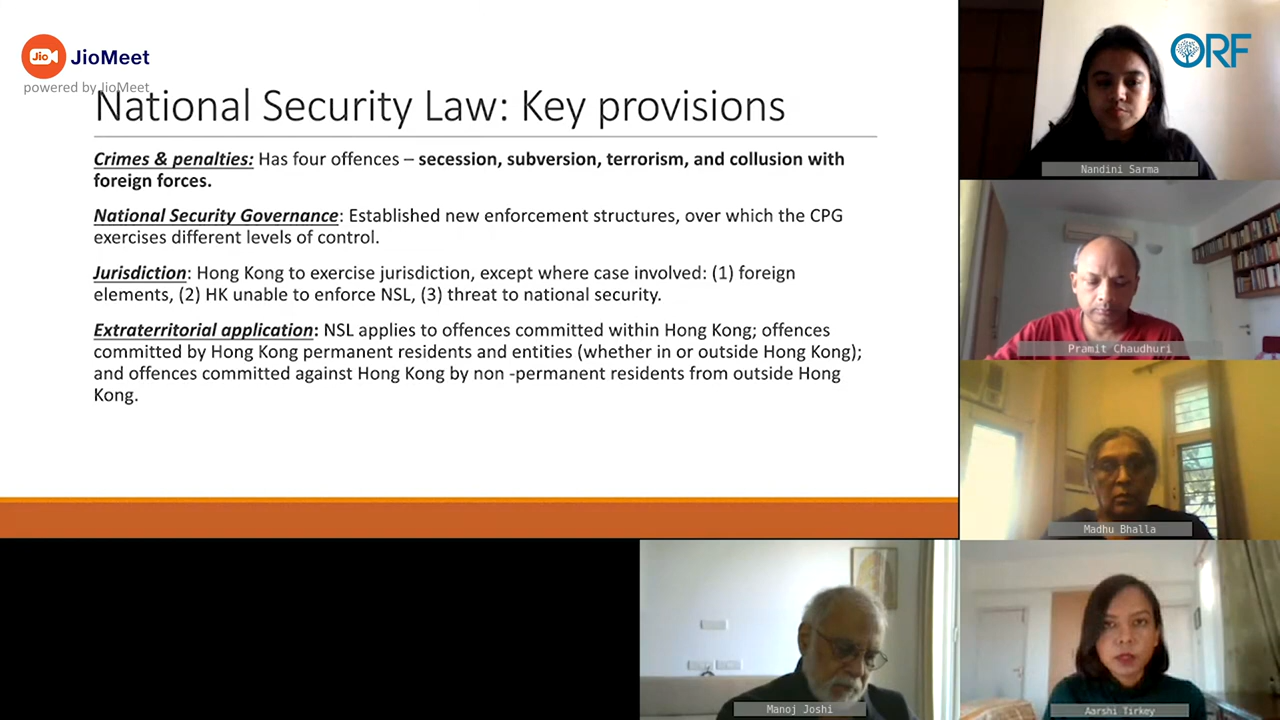 Jio
JioMeet
powered by JioMeet
National Security Law: Key provisions
Crimes & penalties: Has four offences – secession, subversion, terrorism, and collusion with
foreign forces.
National Security Governance: Established new enforcement structures, over which the CPG
exercises different levels of control.
Jurisdiction: Hong Kong to exercise jurisdiction, except where case involved: (1) foreign
elements, (2) HK unable to enforce NSL, (3) threat to national security.
Extraterritorial application: NSL applies to offences committed within Hong Kong; offences
committed by Hong Kong permanent residents and entities (whether in or outside Hong Kong);
and offences committed against Hong Kong by non -permanent residents from outside Hong
Kong.
ORF
Nandini Sarma
Pramit Chaudhuri
Madhu Bhalla
Manoj Joshi
Aarshi Tirkey